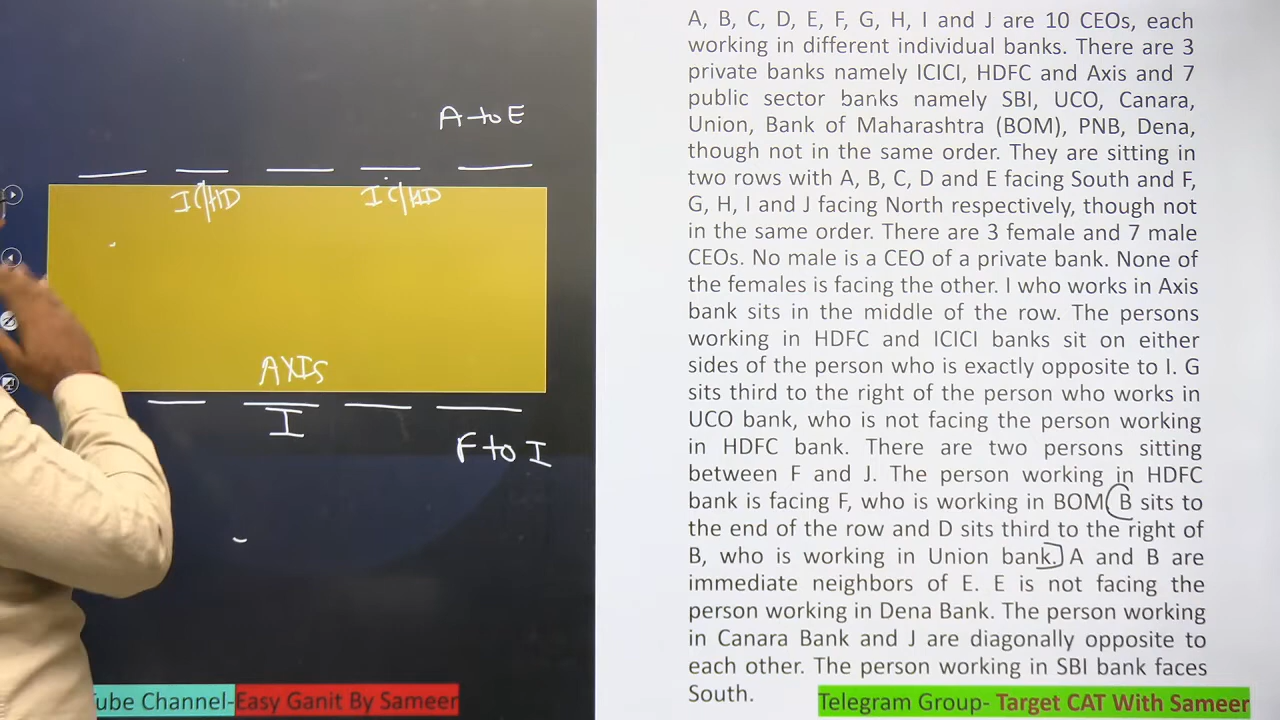 A to E
IC/HD IC/HD
AXIS
I
F to I
ube Channel-Easy Ganit By Sameer
A, B, C, D, E, F, G, H, I and J are 10 CEOs, each
working in different individual banks. There are 3
private banks namely ICICI, HDFC and Axis and 7
public sector banks namely SBI, UCO, Canara,
Union, Bank of Maharashtra (BOM), PNB, Dena,
though not in the same order. They are sitting in
two rows with A, B, C, D and E facing South and F,
G, H, I and J facing North respectively, though not
in the same order. There are 3 female and 7 male
CEOs. No male is a CEO of a private bank. None of
the females is facing the other. I who works in Axis
bank sits in the middle of the row. The persons
working in HDFC and ICICI banks sit on either
sides of the person who is exactly opposite to I. G
sits third to the right of the person who works in
UCO bank, who is not facing the person working
in HDFC bank. There are two persons sitting
between F and J. The person working in HDFC
bank is facing F, who is working in BOM B sits to
the end of the row and D sits third to the right of
B, who is working in Union bank. A and B are
immediate neighbors of E. E is not facing the
person working in Dena Bank. The person working
in Canara Bank and J are diagonally opposite to
each other. The person working in SBI bank faces
South.
Telegram Group- Target CAT With Sameer